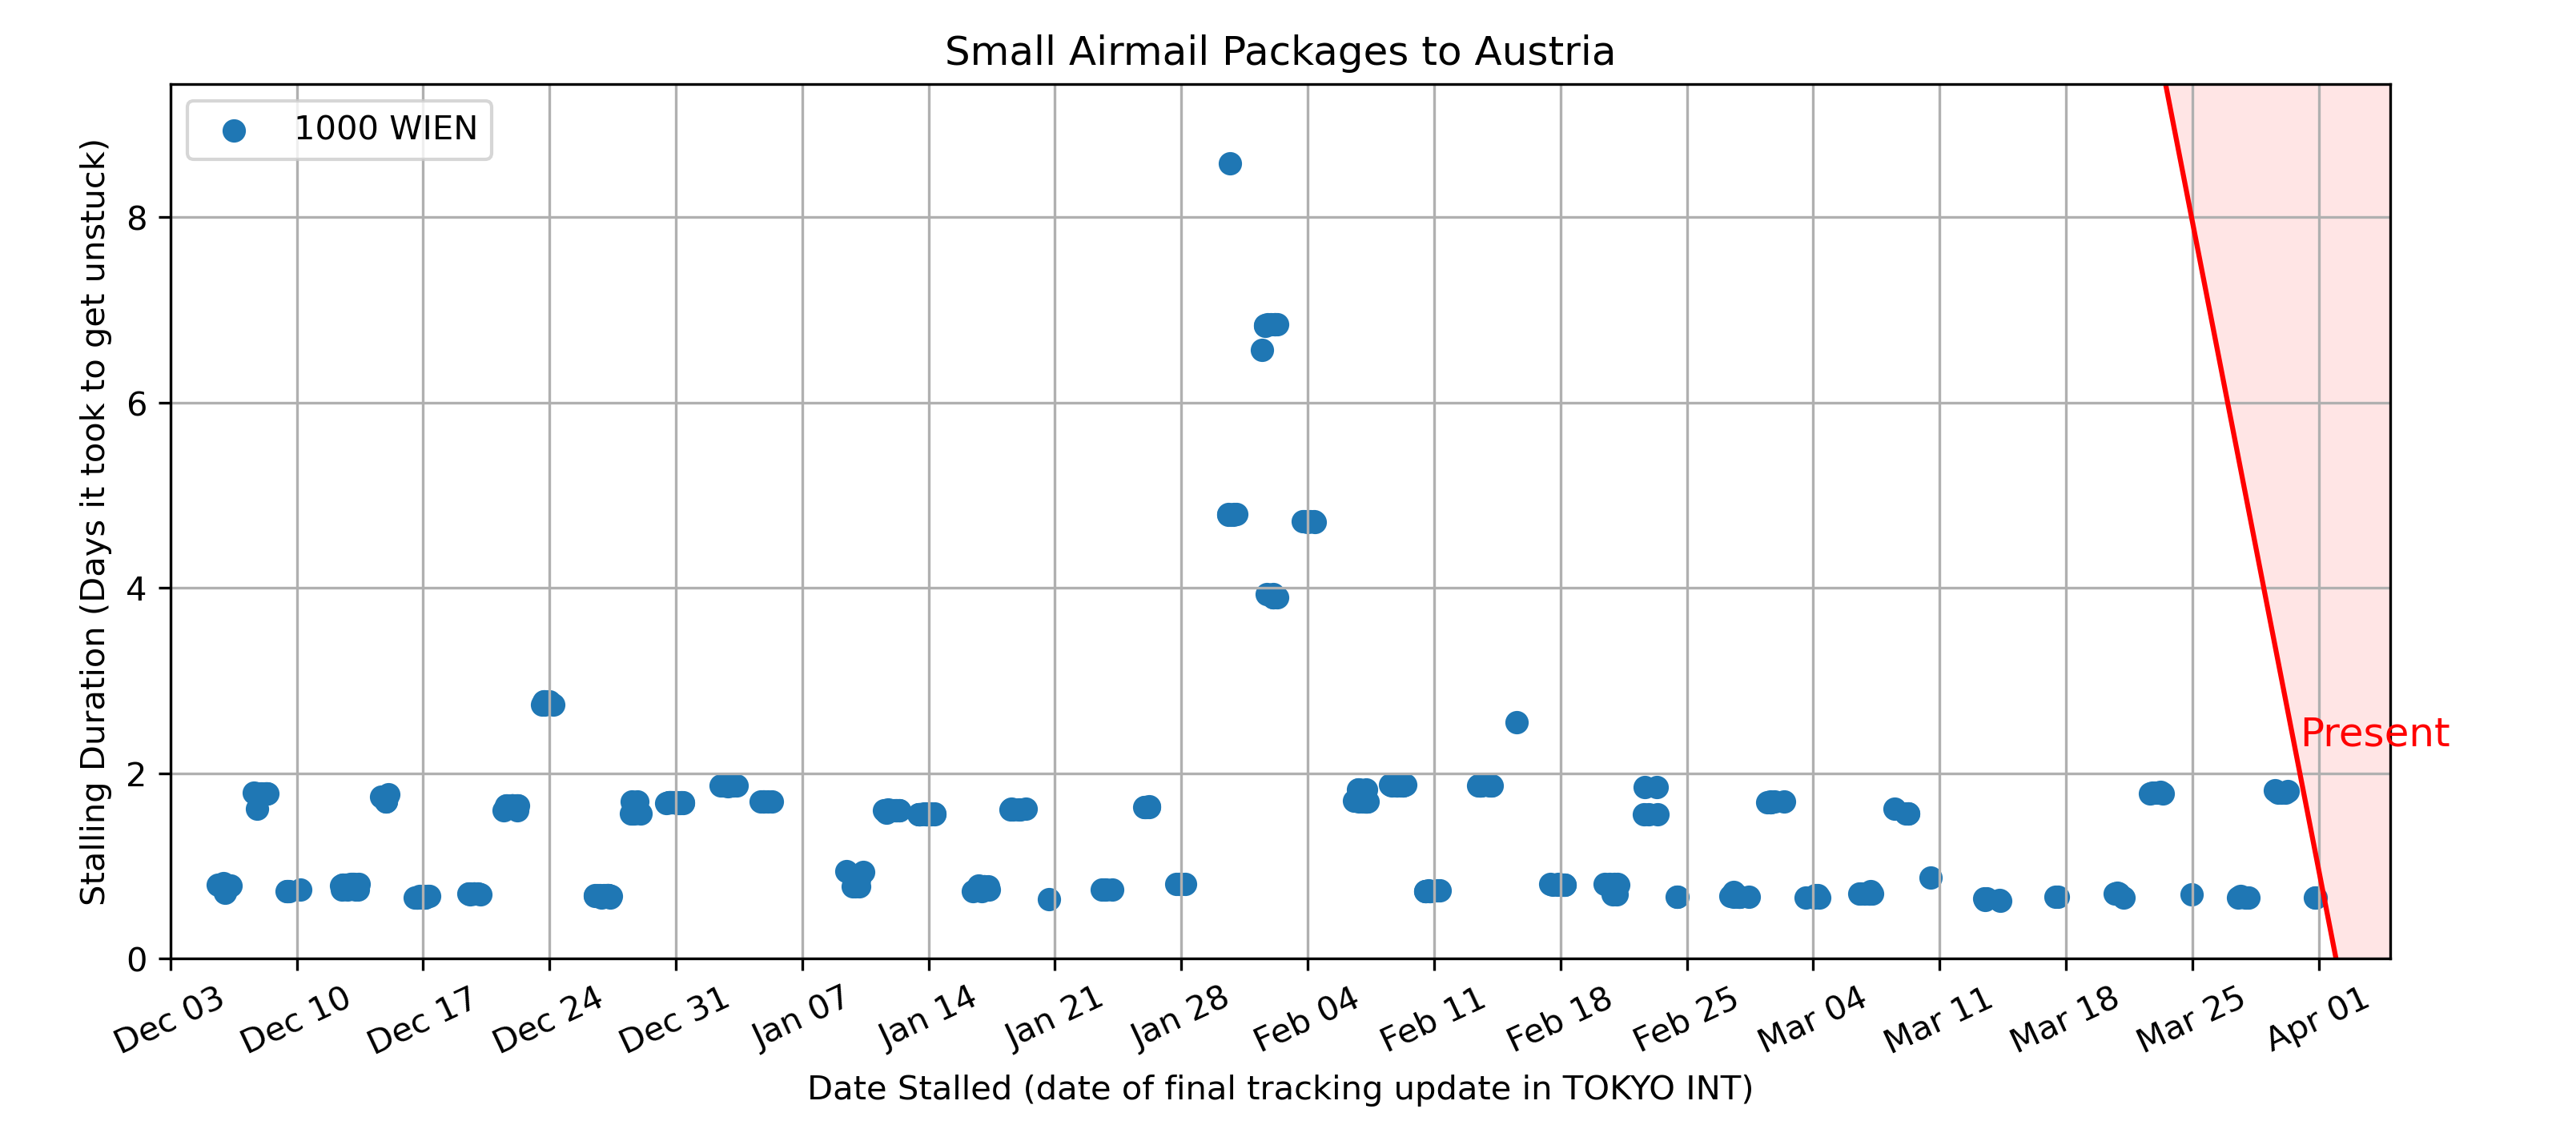 Small Airmail Packages to Austria
1000 WIEN
Stalling Duration (Days it took to get unstuck)
8
6
4
2
0
Present
Dec 03
Dec 10
Dec 17
Dec 24
Dec 31
Jan 07
Jan 14
Jan 21
Jan 28
Feb 04
Feb 11
Feb 18
Feb 25
Mar 04
Mar 11
Mar 18
Mar 25
Apr 01
Date Stalled (date of final tracking update in TOKYO INT)